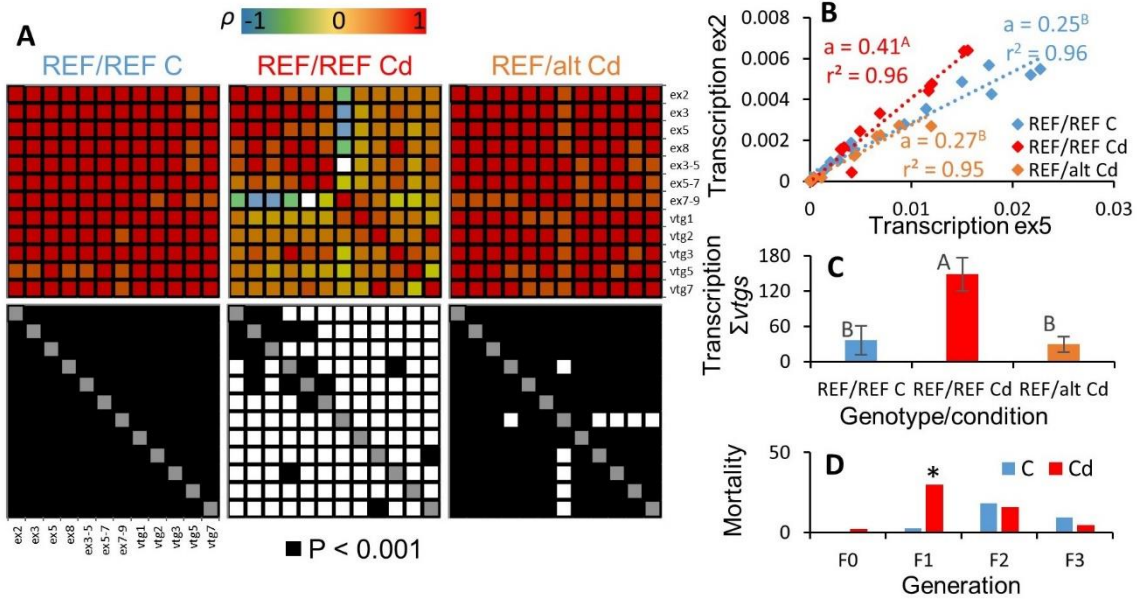 A
ρ -1 0 1
REF/REF C
REF/REF Cd
REF/alt Cd
ex2
ex3
ex5
ex8
ex3-5
ex5-7
ex7-9
vtg1
vtg2
vtg3
vtg5
vtg7
ex2
ex3
ex5
ex8
ex3-5
ex5-7
ex7-9
vtg1
vtg2
vtg3
vtg5
vtg7
P < 0.001
B
Transcription ex2
0.008
0.006
0.004
0.002
0
a = 0.41ᴬ
r² = 0.96
a = 0.25ᴮ
r² = 0.96
a = 0.27ᴮ
r² = 0.95
REF/REF C
REF/REF Cd
REF/alt Cd
0 0.01 0.02 0.03
Transcription ex5
C
Transcription
Σvtgs
180
120
60
0
B
A
B
REF/REF C REF/REF Cd REF/alt Cd
Genotype/condition
D
Mortality
50
0
*
C Cd
F0 F1 F2 F3
Generation